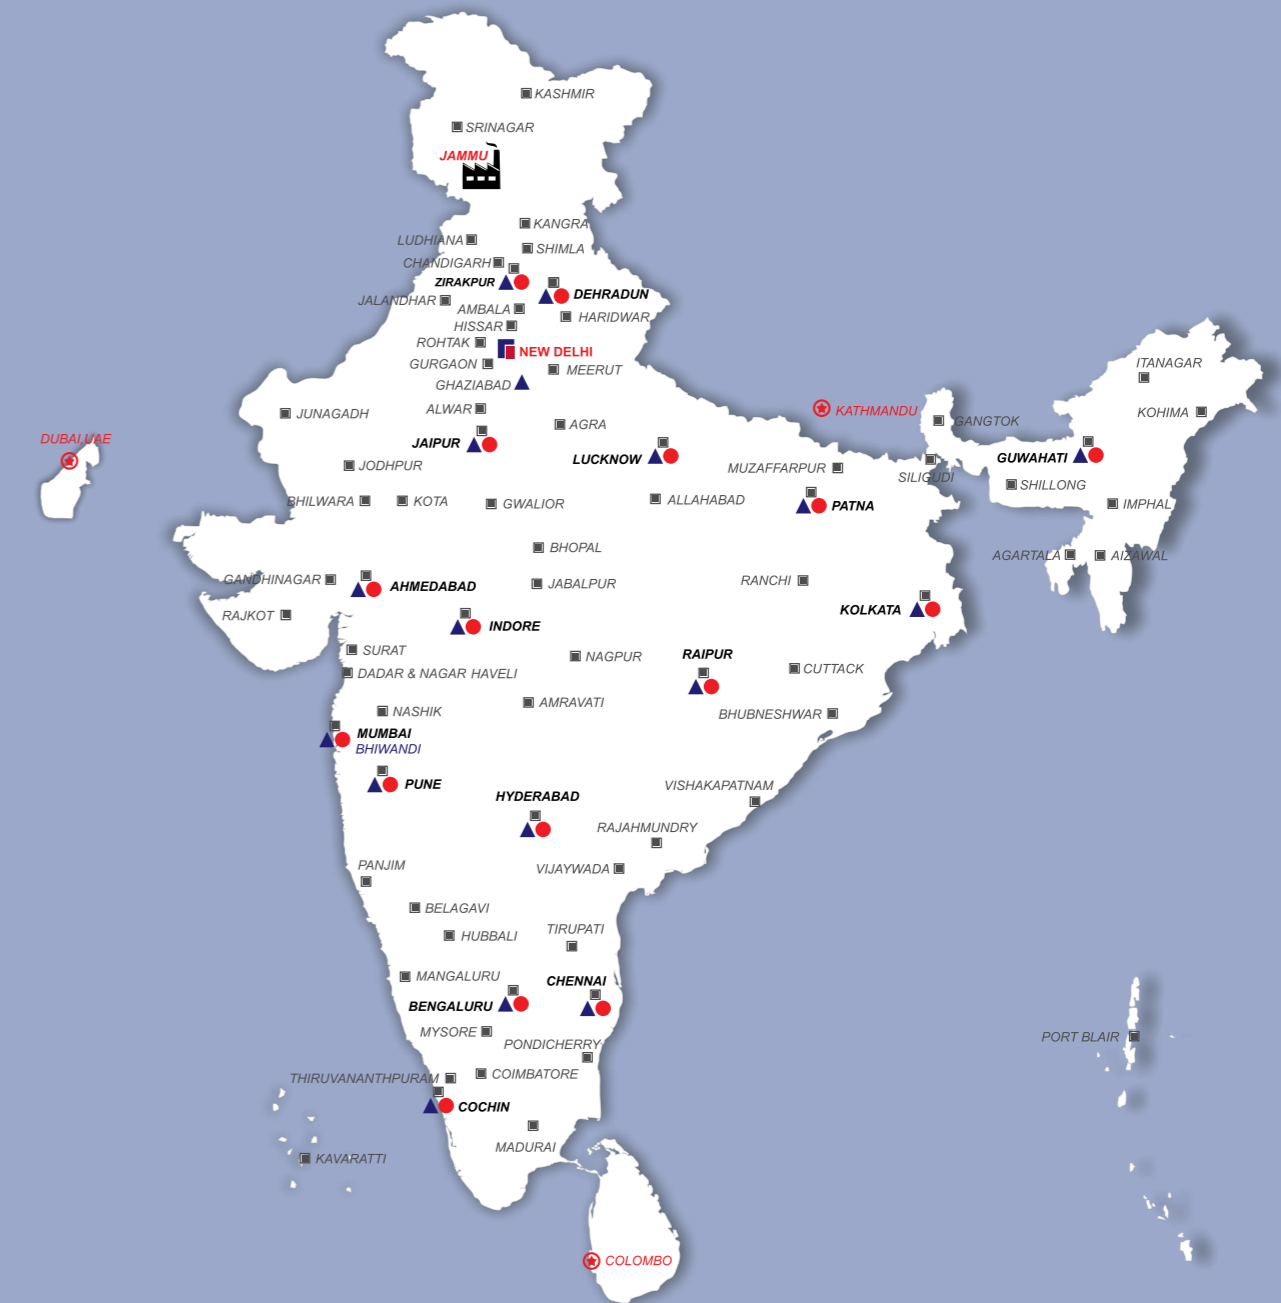 KASHMIR
SRINAGAR
JAMMU
KANGRA
LUDHIANA
SHIMLA
CHANDIGARH
ZIRAKPUR
DEHRADUN
JALANDHAR
AMBALA
HARIDWAR
HISSAR
ROHTAK
NEW DELHI
GURGAON
MEERUT
GHAZIABAD
ITANAGAR
JUNAGADH
ALWAR
KATHMANDU
KOHIMA
AGRA
GANGTOK
DUBAI,UAE
JAIPUR
LUCKNOW
GUWAHATI
JODHPUR
MUZAFFARPUR
SILIGUDI
SHILLONG
BHILWARA
KOTA
GWALIOR
ALLAHABAD
PATNA
IMPHAL
BHOPAL
AGARTALA
AIZAWAL
GANDHINAGAR
AHMEDABAD
JABALPUR
RANCHI
KOLKATA
RAJKOT
INDORE
SURAT
NAGPUR
RAIPUR
CUTTACK
DADAR & NAGAR HAVELI
AMRAVATI
NASHIK
BHUBNESHWAR
MUMBAI
BHIWANDI
PUNE
VISHAKAPATNAM
HYDERABAD
RAJAHMUNDRY
PANJIM
VIJAYWADA
BELAGAVI
TIRUPATI
HUBBALI
MANGALURU
CHENNAI
BENGALURU
MYSORE
PORT BLAIR
PONDICHERRY
THIRUVANANTHPURAM
COIMBATORE
COCHIN
MADURAI
KAVARATTI
COLOMBO